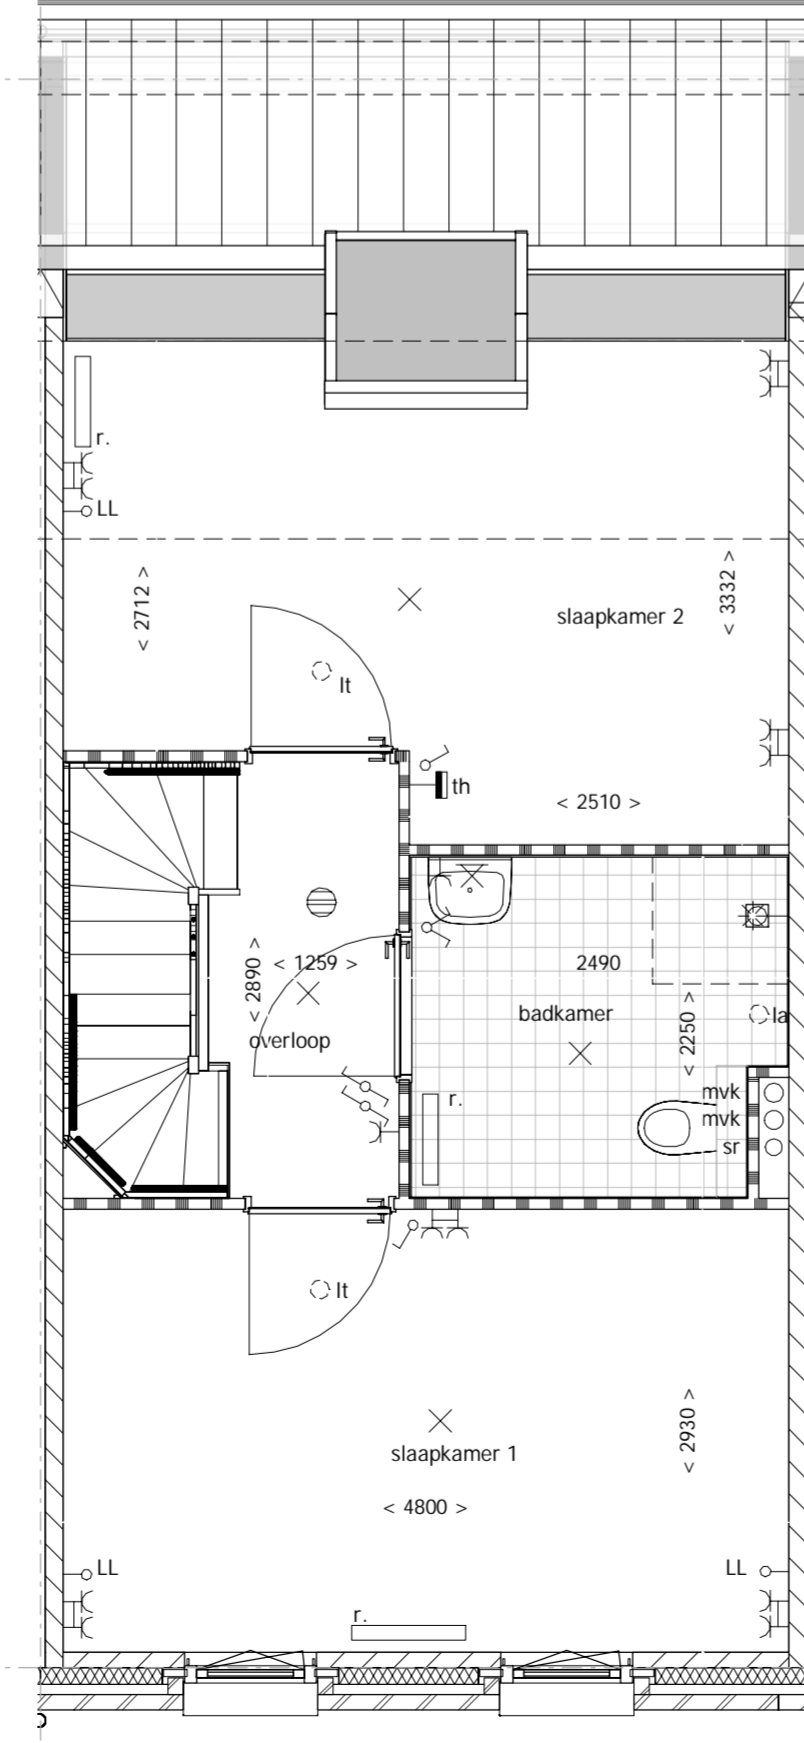 r.
LL
< 2712 >
< 3332 >
slaapkamer 2
lt
th
< 2510 >
< 2890 >
< 1259 >
2490
overloop
badkamer
la
< 2250 >
r.
mvk
mvk
sr
lt
slaapkamer 1
< 2930 >
< 4800 >
LL
LL
r.